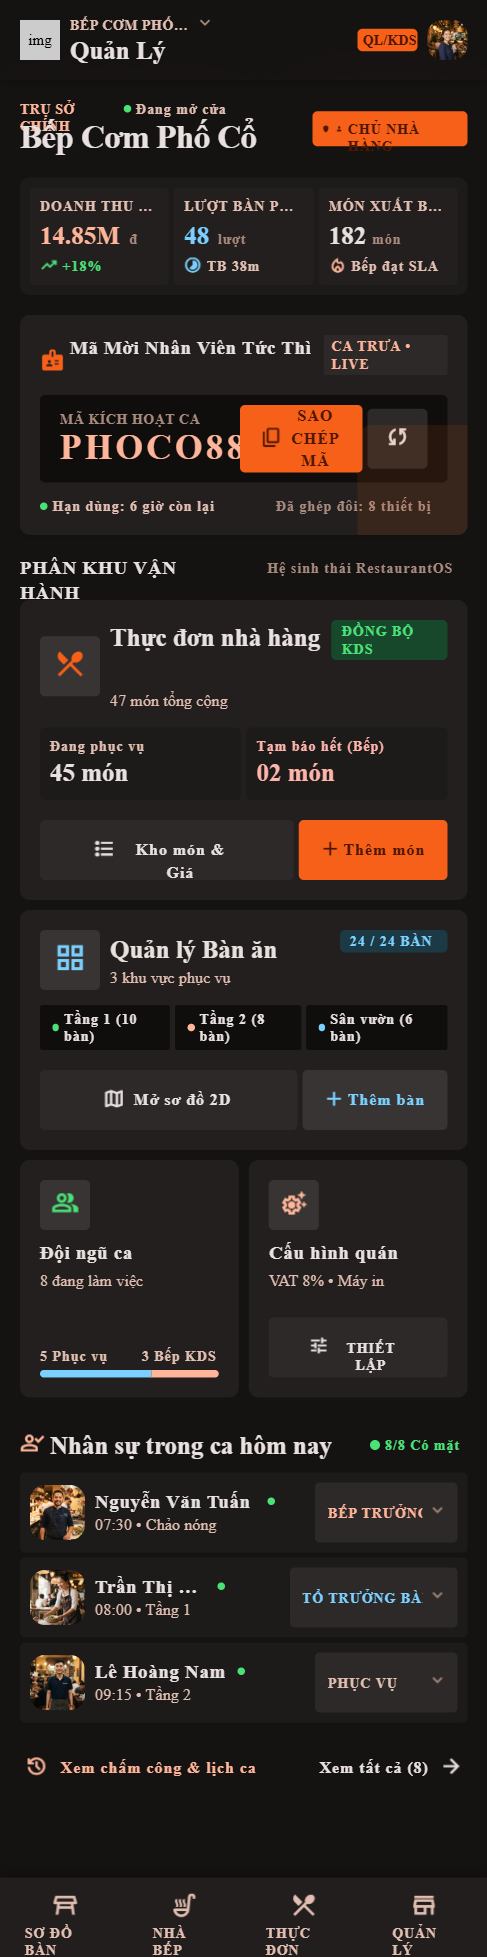 img
BẾP CƠM PHỐ...
Quản Lý
QL/KDS
TRỤ SỞ CHÍNH
Đang mở cửa
Bếp Cơm Phố Cổ
CHỦ NHÀ HÀNG
DOANH THU ...
LƯỢT BÀN P...
MÓN XUẤT B...
14.85M đ
48 lượt
182 món
+18%
TB 38m
Bếp đạt SLA
Mã Mời Nhân Viên Tức Thì
CA TRƯA •
LIVE
MÃ KÍCH HOẠT CA
PHOCO88
SAO
CHÉP
MÃ
Hạn dùng: 6 giờ còn lại
Đã ghép đôi: 8 thiết bị
PHÂN KHU VẬN
HÀNH
Hệ sinh thái RestaurantOS
Thực đơn nhà hàng
ĐỒNG BỘ
KDS
47 món tổng cộng
Đang phục vụ
45 món
Tạm báo hết (Bếp)
02 món
Kho món &
Giá
Thêm món
Quản lý Bàn ăn
24 / 24 BÀN
3 khu vực phục vụ
Tầng 1 (10
bàn)
Tầng 2 (8
bàn)
Sân vườn (6
bàn)
Mở sơ đồ 2D
Thêm bàn
Đội ngũ ca
8 đang làm việc
5 Phục vụ
3 Bếp KDS
Cấu hình quán
VAT 8% • Máy in
THIẾT
LẬP
Nhân sự trong ca hôm nay
8/8 Có mặt
Nguyễn Văn Tuấn
07:30 • Chảo nóng
BẾP TRƯỞNG
Trần Thị ...
08:00 • Tầng 1
TỔ TRƯỞNG BÀ
Lê Hoàng Nam
09:15 • Tầng 2
PHỤC VỤ
Xem chấm công & lịch ca
Xem tất cả (8)
SƠ ĐỒ
BÀN
NHÀ
BẾP
THỰC
ĐƠN
QUẢN
LÝ